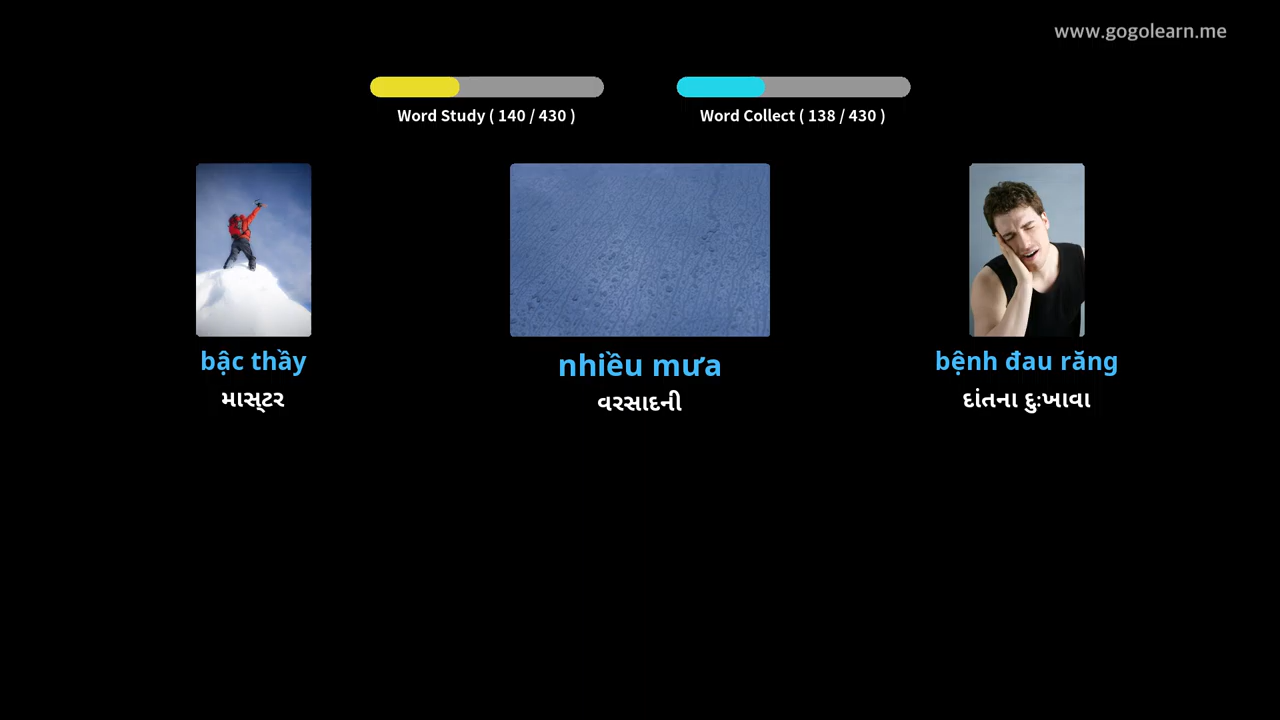 www.gogolearn.me
Word Study ( 140 / 430 )
Word Collect ( 138 / 430 )
bậc thầy
માસ્ટર
nhiều mưa
વરસાદની
bệnh đau răng
દાંતના દુઃખાવા